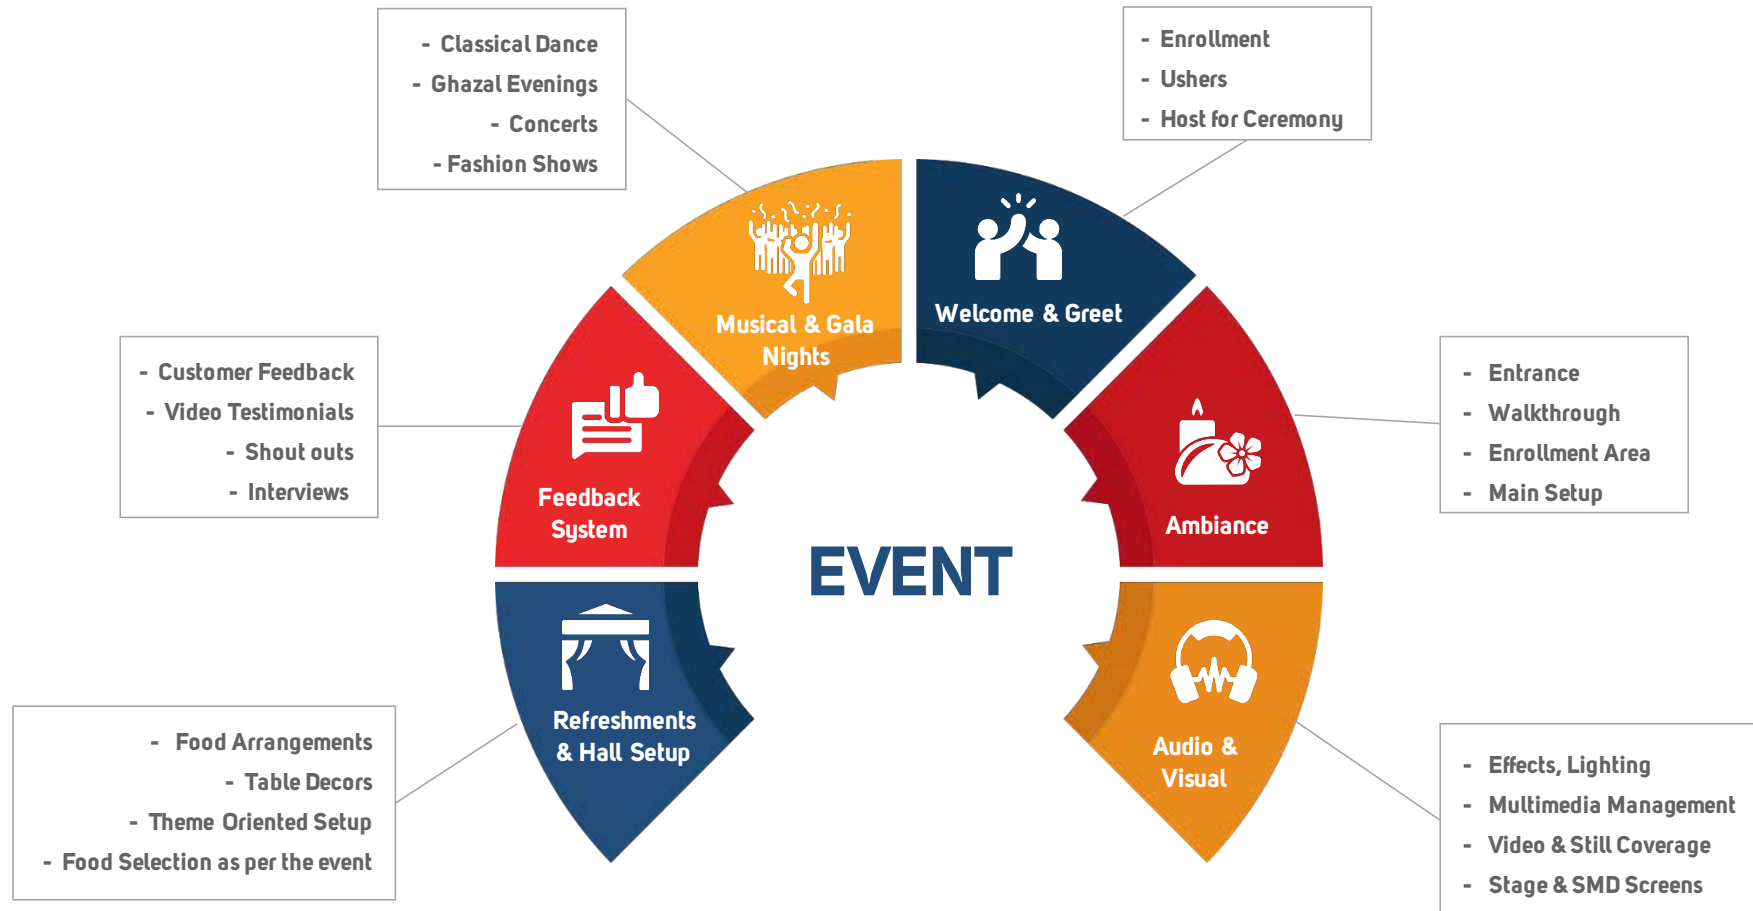 - Classical Dance
- Ghazal Evenings
- Concerts
- Fashion Shows
- Enrollment
- Ushers
- Host for Ceremony
Musical & Gala
Nights
Welcome & Greet
- Customer Feedback
- Video Testimonials
- Shout outs
- Interviews
Feedback
System
Ambiance
- Entrance
- Walkthrough
- Enrollment Area
- Main Setup
EVENT
Refreshments
& Hall Setup
Audio &
Visual
- Food Arrangements
- Table Decors
- Theme Oriented Setup
- Food Selection as per the event
- Effects, Lighting
- Multimedia Management
- Video & Still Coverage
- Stage & SMD Screens